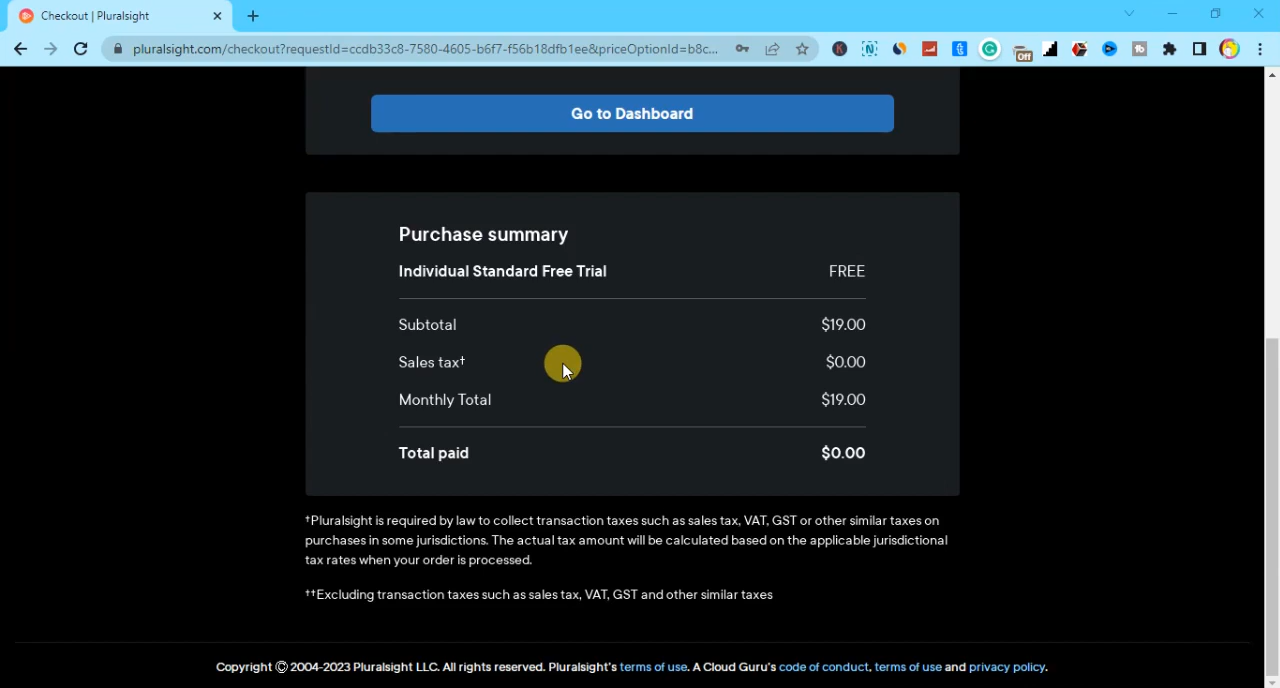 Checkout | Pluralsight
pluralsight.com/checkout?requestId=ccdb33c8-7580-4605-b6f7-f56b18dfb1ee&priceOptionId=b8c...
Off
Go to Dashboard
Purchase summary
Individual Standard Free Trial FREE
Subtotal $19.00
Sales tax† $0.00
Monthly Total $19.00
Total paid $0.00
†Pluralsight is required by law to collect transaction taxes such as sales tax, VAT, GST or other similar taxes on
purchases in some jurisdictions. The actual tax amount will be calculated based on the applicable jurisdictional
tax rates when your order is processed.
††Excluding transaction taxes such as sales tax, VAT, GST and other similar taxes
Copyright © 2004-2023 Pluralsight LLC. All rights reserved. Pluralsight's terms of use. A Cloud Guru's code of conduct, terms of use and privacy policy.